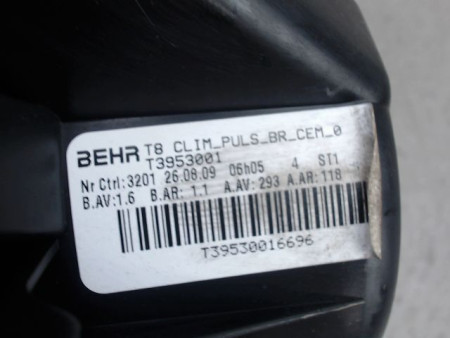 BEHR T8 CLIM_PULS_BR_CEM_0
T3953001
Nr Ctrl:3201 26.08.09 06h05 4 ST1
B.AV:1.6 B.AR: 1.1 A.AV: 293 A.AR:118
T39530016696